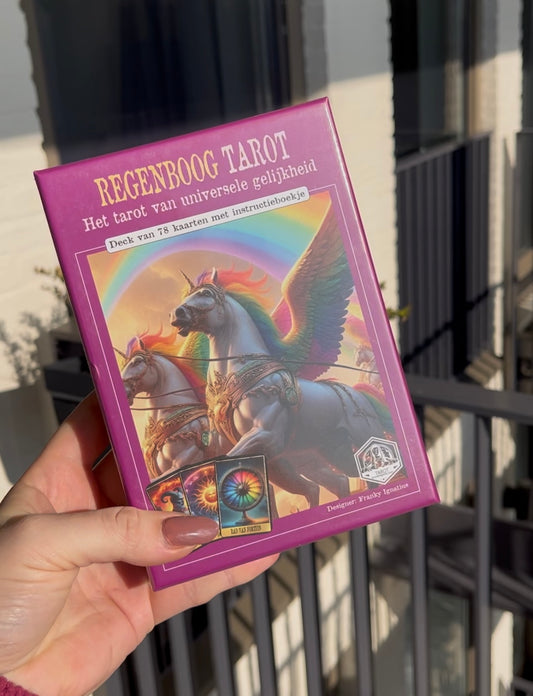 REGENBOOG TAROT
Het tarot van universele gelijkheid
Deck van 78 kaarten met instructieboekje
TAROT
RAD VAN FORTUIN
Designer: Franky Ignatius